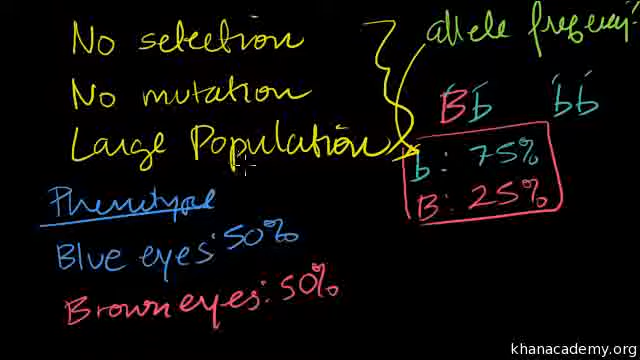 No selection
No mutation
Large Population
allele frequency
Bb bb
b: 75%
B: 25%
Phenotype
Blue eyes: 50%
Brown eyes: 50%
khanacademy.org